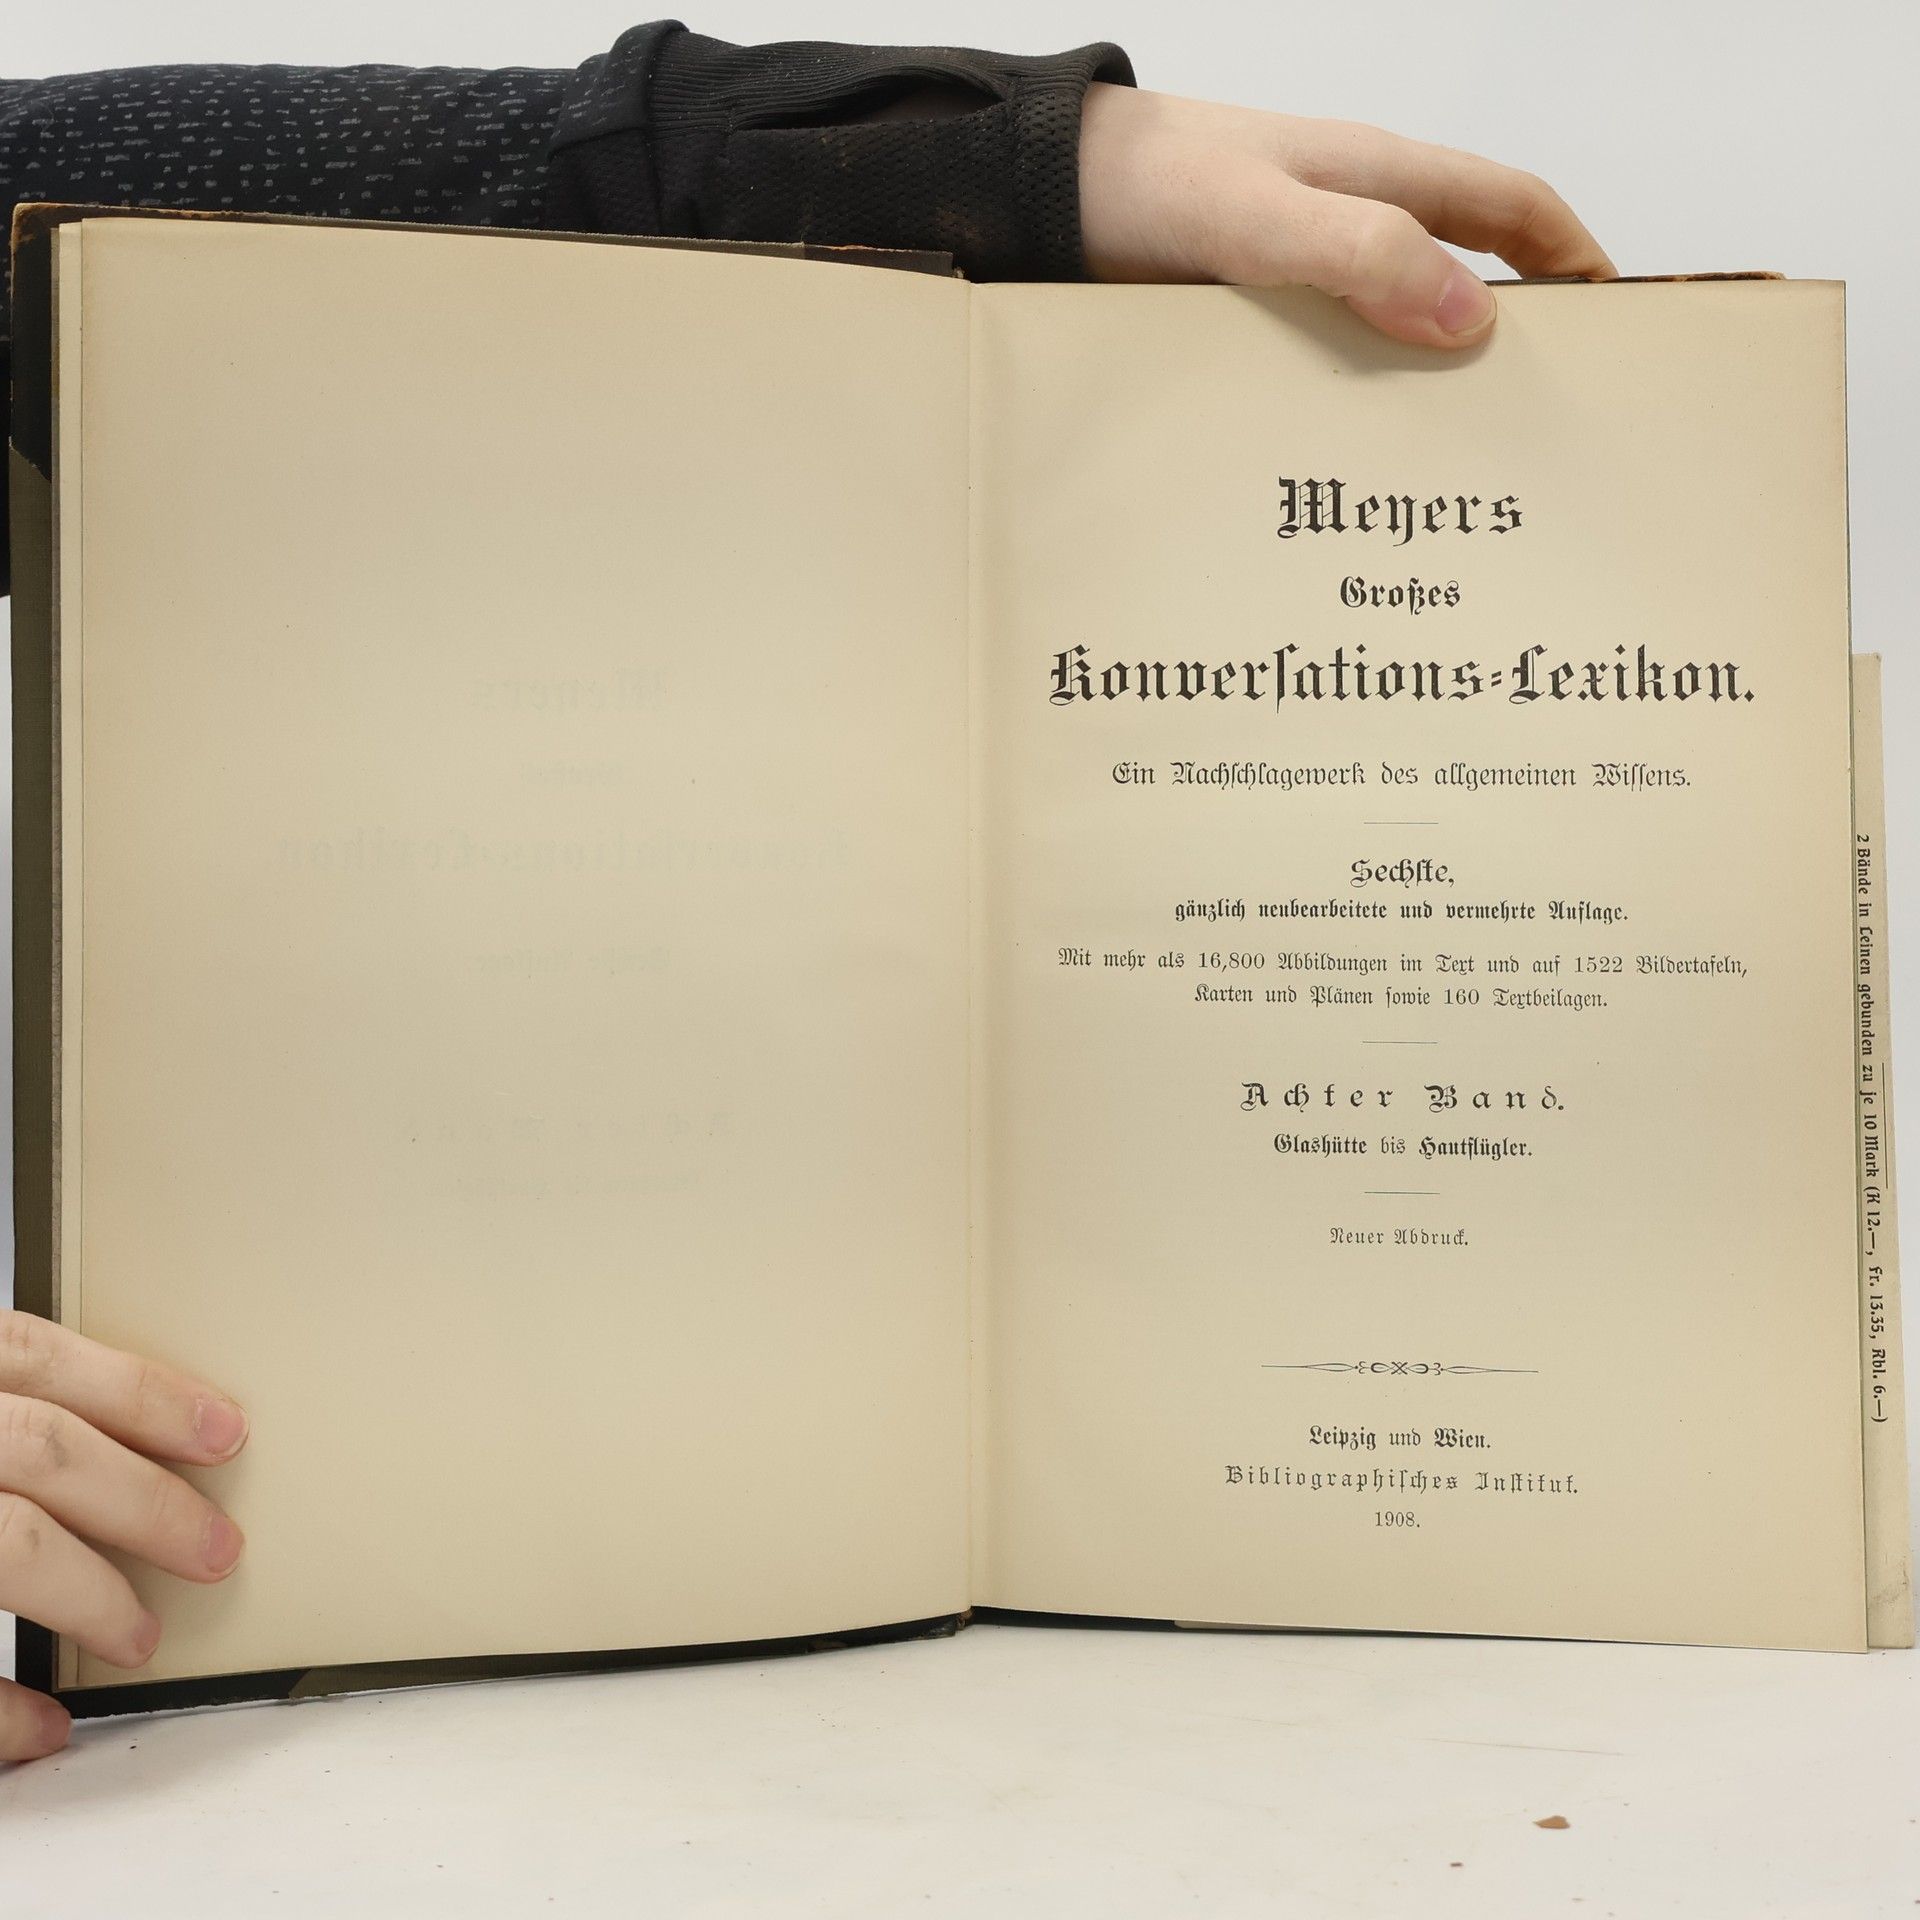 Meyers
Großes
Konverſations-Lexikon.
Ein Nachſchlagewerk des allgemeinen Wiſſens.
Sechſte,
gänzlich neubearbeitete und vermehrte Auflage.
Mit mehr als 16,800 Abbildungen im Text und auf 1522 Bildertafeln,
Karten und Plänen ſowie 160 Textbeilagen.
Achter Band.
Glashütte bis Hautflügler.
Neuer Abdruck.
Leipzig und Wien.
Bibliographiſches Inſtitut.
1908.
2 Bände in Leinen gebunden zu je 10 Mark (K 12.—, Fr. 13.35, Rbl. 6.—)